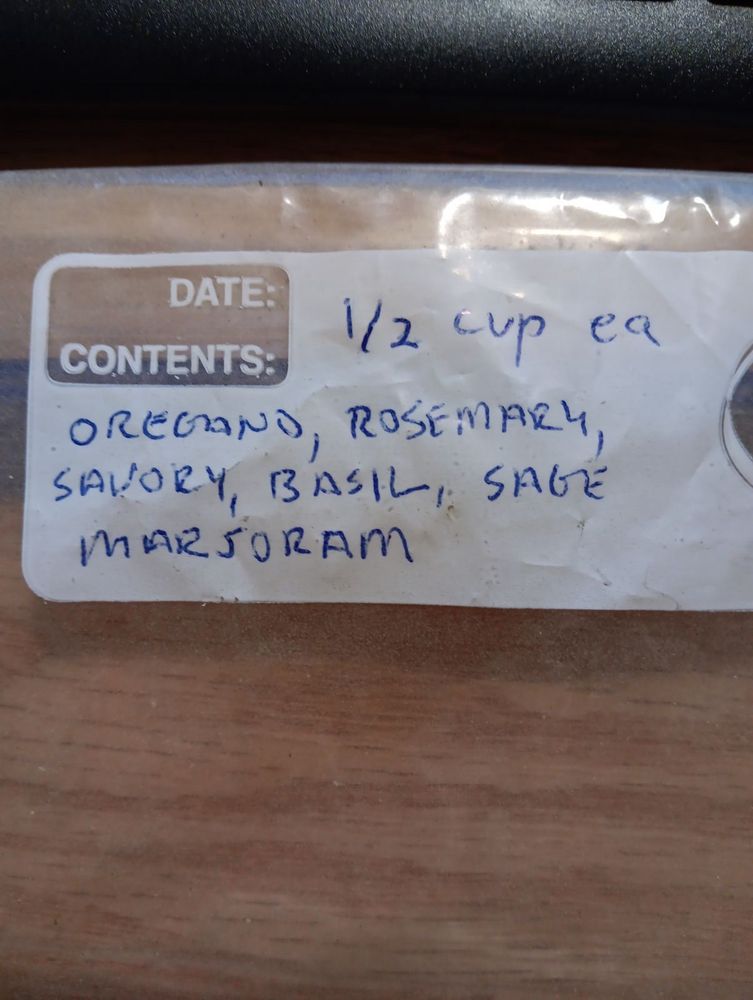 DATE:
1/2 cup ea
CONTENTS:
OREGANO, ROSEMARY,
SAVORY, BASIL, SAGE
MARJORAM